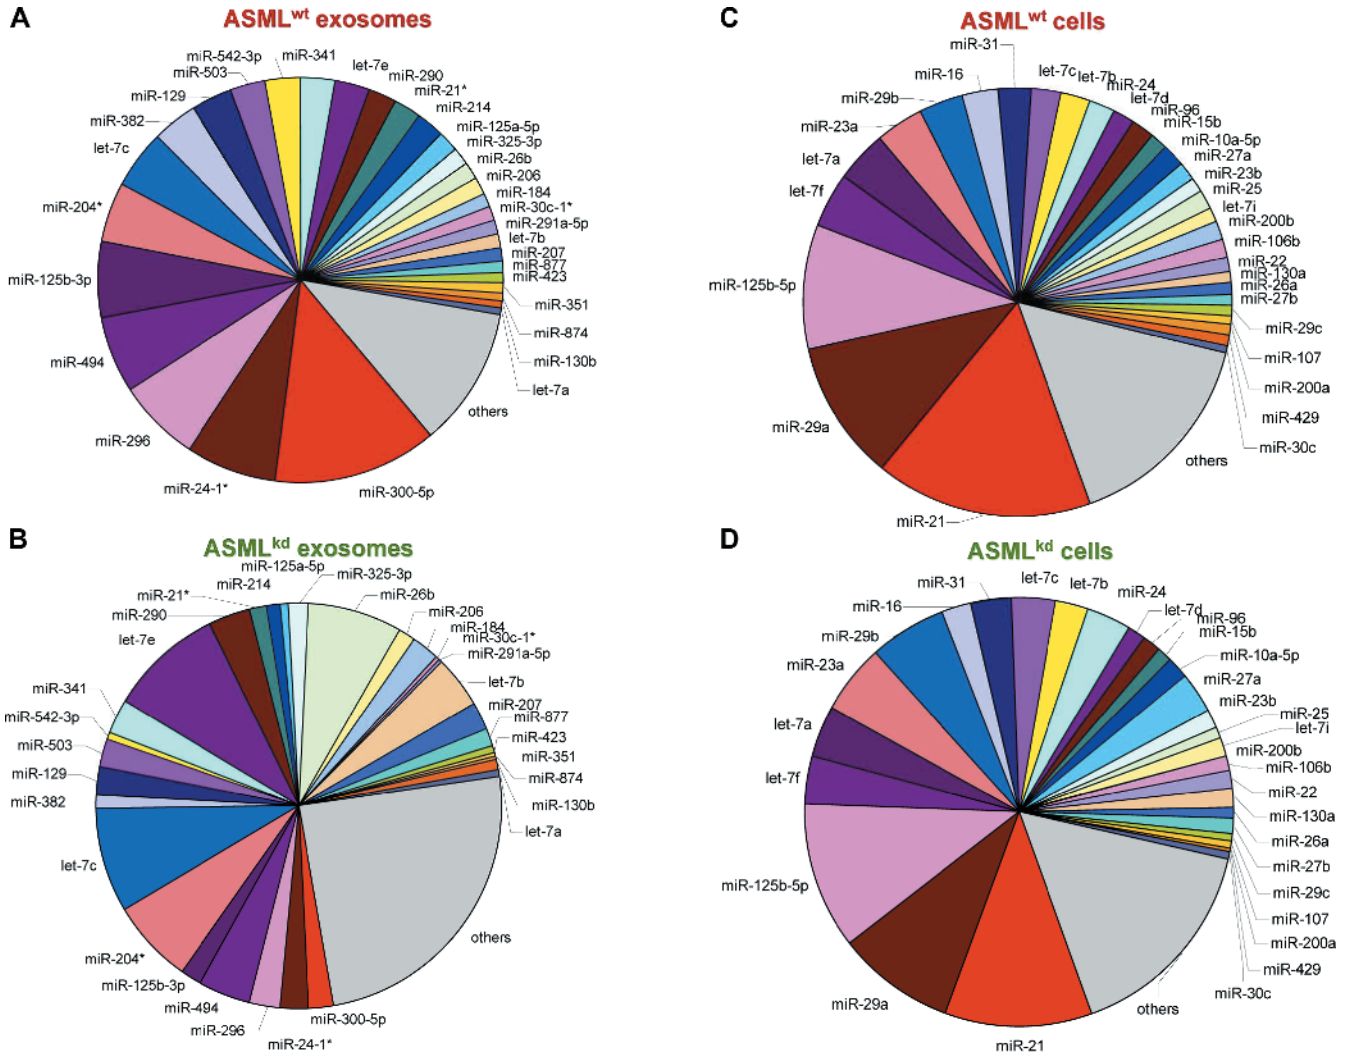 A
ASMLwt exosomes
miR-542-3p
miR-341
miR-503
let-7e
miR-290
miR-129
miR-21*
miR-214
miR-382
miR-125a-5p
miR-325-3p
let-7c
miR-26b
miR-206
miR-184
miR-204*
miR-30c-1*
miR-291a-5p
let-7b
miR-207
miR-125b-3p
miR-877
miR-423
miR-351
miR-874
miR-494
miR-130b
let-7a
others
miR-296
miR-24-1*
miR-300-5p
B
ASMLkd exosomes
miR-125a-5p
miR-325-3p
miR-214
miR-21*
miR-26b
miR-290
miR-206
let-7e
miR-184
miR-30c-1*
miR-291a-5p
miR-341
let-7b
miR-542-3p
miR-207
miR-877
miR-503
miR-423
miR-351
miR-129
miR-874
miR-382
miR-130b
let-7a
let-7c
others
miR-204*
miR-125b-3p
miR-494
miR-300-5p
miR-296
miR-24-1*
C
ASMLwt cells
miR-31
miR-16
let-7c
let-7b
miR-24
miR-29b
let-7d
miR-96
miR-23a
miR-15b
miR-10a-5p
let-7a
miR-27a
miR-23b
let-7f
miR-25
let-7i
miR-200b
miR-106b
miR-22
miR-130a
miR-125b-5p
miR-26a
miR-27b
miR-29c
miR-107
miR-200a
miR-29a
miR-429
miR-30c
others
miR-21
D
ASMLkd cells
miR-31
let-7c
let-7b
miR-24
miR-16
let-7d
miR-96
miR-29b
miR-15b
miR-10a-5p
miR-23a
miR-27a
miR-23b
let-7a
miR-25
let-7i
miR-200b
let-7f
miR-106b
miR-22
miR-130a
miR-26a
miR-27b
miR-125b-5p
miR-29c
miR-107
miR-200a
miR-429
miR-30c
miR-29a
others
miR-21